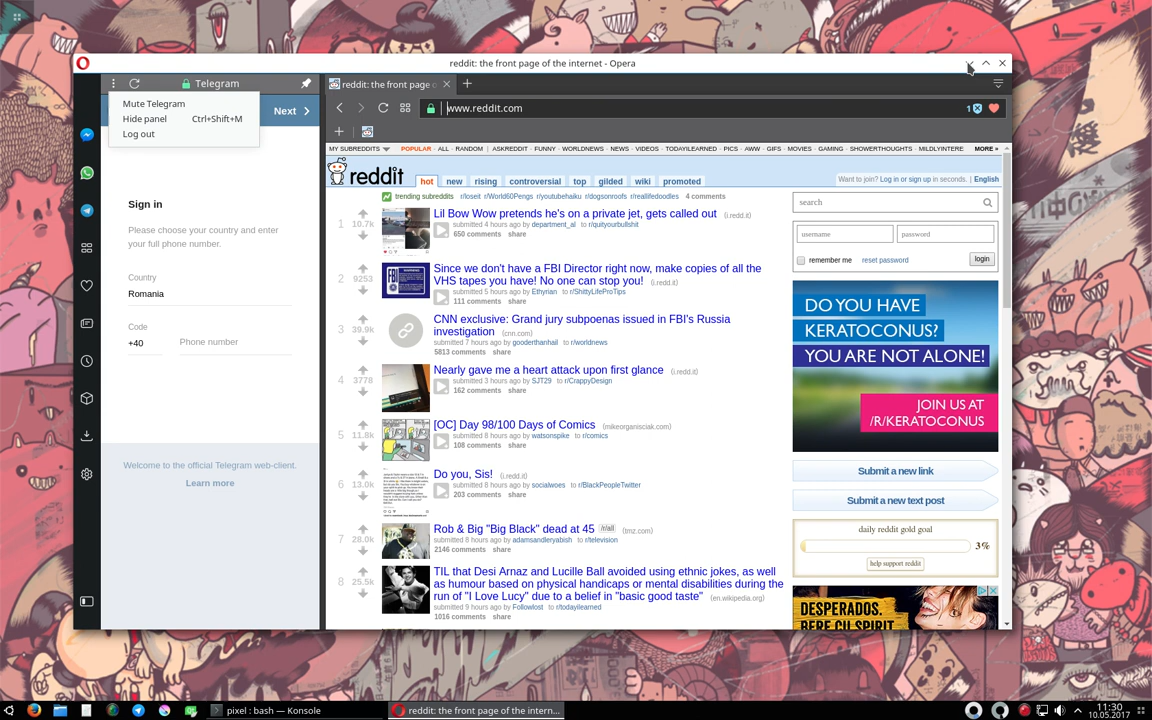 reddit: the front page of the internet - Opera
Telegram
Mute Telegram
Hide panel Ctrl+Shift+M
Log out
Next
Sign in
Please choose your country and enter
your full phone number.
Country
Romania
Code
+40 Phone number
Welcome to the official Telegram web-client.
Learn more
reddit: the front page o
www.reddit.com
1
MY SUBREDDITS POPULAR - ALL - RANDOM | ASKREDDIT - FUNNY - WORLDNEWS - NEWS - VIDEOS - TODAYILEARNED - PICS - AWW - GIFS - MOVIES - GAMING - SHOWERTHOUGHTS - MILDLYINTERE MORE »
reddit hot new rising controversial top gilded wiki promoted
Want to join? Log in or sign up in seconds. | English
trending subreddits r/loseit r/World60Pengs r/youtubehaiku r/dogsonroofs r/reallifedoodles 4 comments
1 10.7k
Lil Bow Wow pretends he's on a private jet, gets called out (i.redd.it)
submitted 4 hours ago by department_al to r/quityourbullshit
650 comments share
2 9253
Since we don't have a FBI Director right now, make copies of all the
VHS tapes you have! No one can stop you! (i.redd.it)
submitted 5 hours ago by Ethyrian to r/ShittyLifeProTips
111 comments share
3 39.9k
CNN exclusive: Grand jury subpoenas issued in FBI's Russia
investigation (cnn.com)
submitted 7 hours ago by gooderthanhail to r/worldnews
5813 comments share
4 3778
Nearly gave me a heart attack upon first glance (i.redd.it)
submitted 3 hours ago by SJT29 to r/CrappyDesign
162 comments share
5 11.8k
[OC] Day 98/100 Days of Comics (mikeorganisciak.com)
submitted 8 hours ago by watsonspike to r/comics
108 comments share
6 13.0k
Do you, Sis! (i.redd.it)
submitted 8 hours ago by socialwoes to r/BlackPeopleTwitter
203 comments share
7 28.0k
Rob & Big "Big Black" dead at 45 /r/all (tmz.com)
submitted 8 hours ago by adamsandleryabish to r/television
2146 comments share
8 25.5k
TIL that Desi Arnaz and Lucille Ball avoided using ethnic jokes, as well
as humour based on physical handicaps or mental disabilities during the
run of "I Love Lucy" due to a belief in "basic good taste" (en.wikipedia.org)
submitted 9 hours ago by Followlost to r/todayilearned
1016 comments share
search
username password
remember me reset password login
DO YOU HAVE
KERATOCONUS?
YOU ARE NOT ALONE!
JOIN US AT
/R/KERATOCONUS
Submit a new link
Submit a new text post
daily reddit gold goal
3%
help support reddit
DESPERADOS.
BERE CU SPIRIT
pixel : bash — Konsole
reddit: the front page of the intern...
11:30
10.05.2017